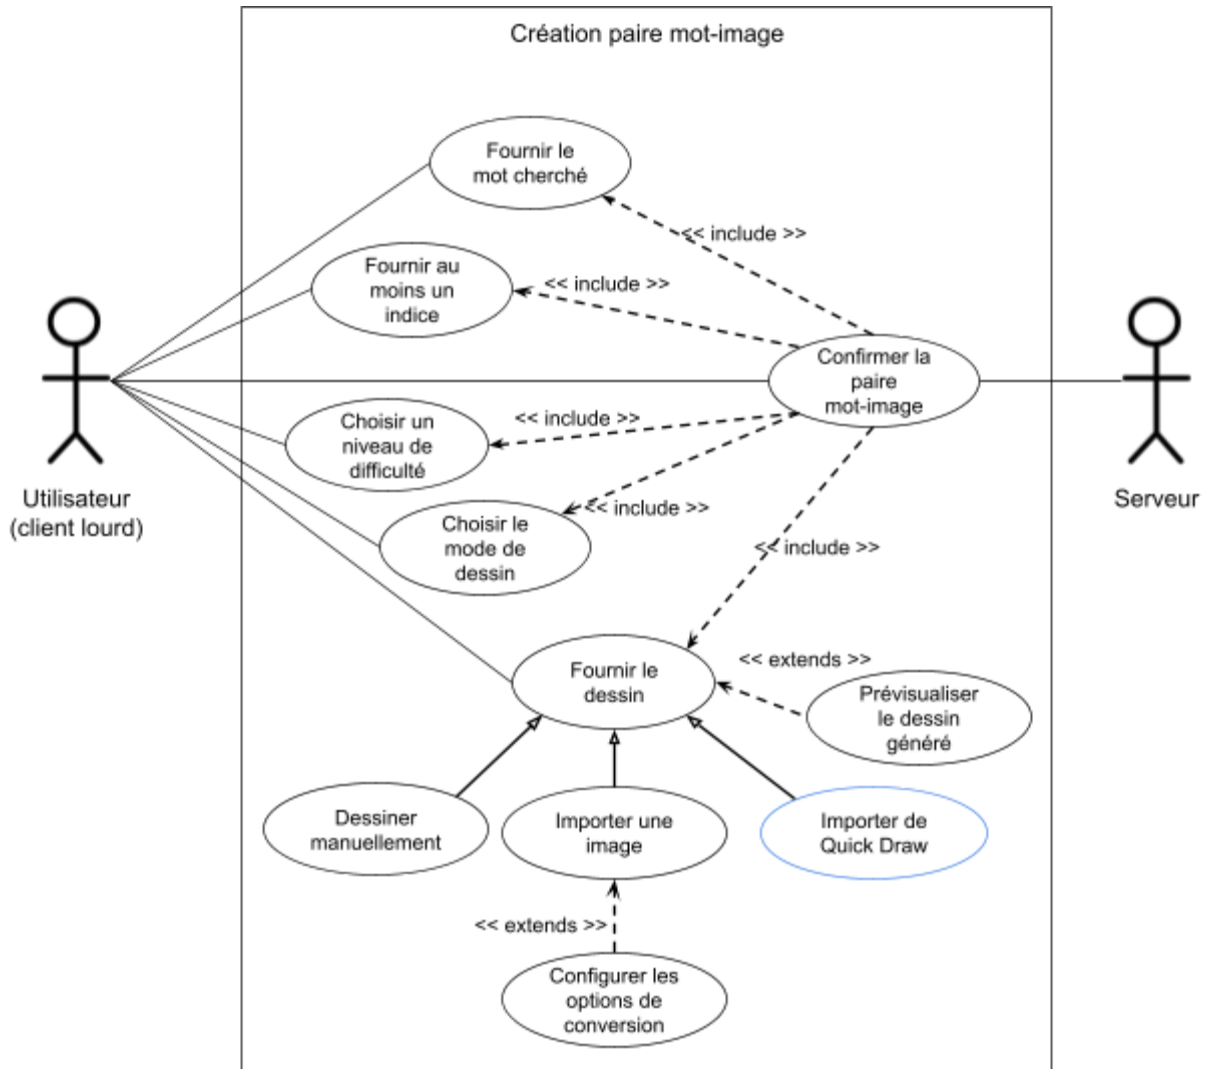 Création paire mot-image
Fournir le
mot cherché
<< include >>
Fournir au
moins un
indice
<< include >>
Confirmer la
paire
mot-image
Choisir un
niveau de
difficulté
<< include >>
Utilisateur
(client lourd)
Serveur
Choisir le
mode de
dessin
<< include >>
<< include >>
Fournir le
dessin
<< extends >>
Prévisualiser
le dessin
généré
Dessiner
manuellement
Importer une
image
Importer de
Quick Draw
<< extends >>
Configurer les
options de
conversion